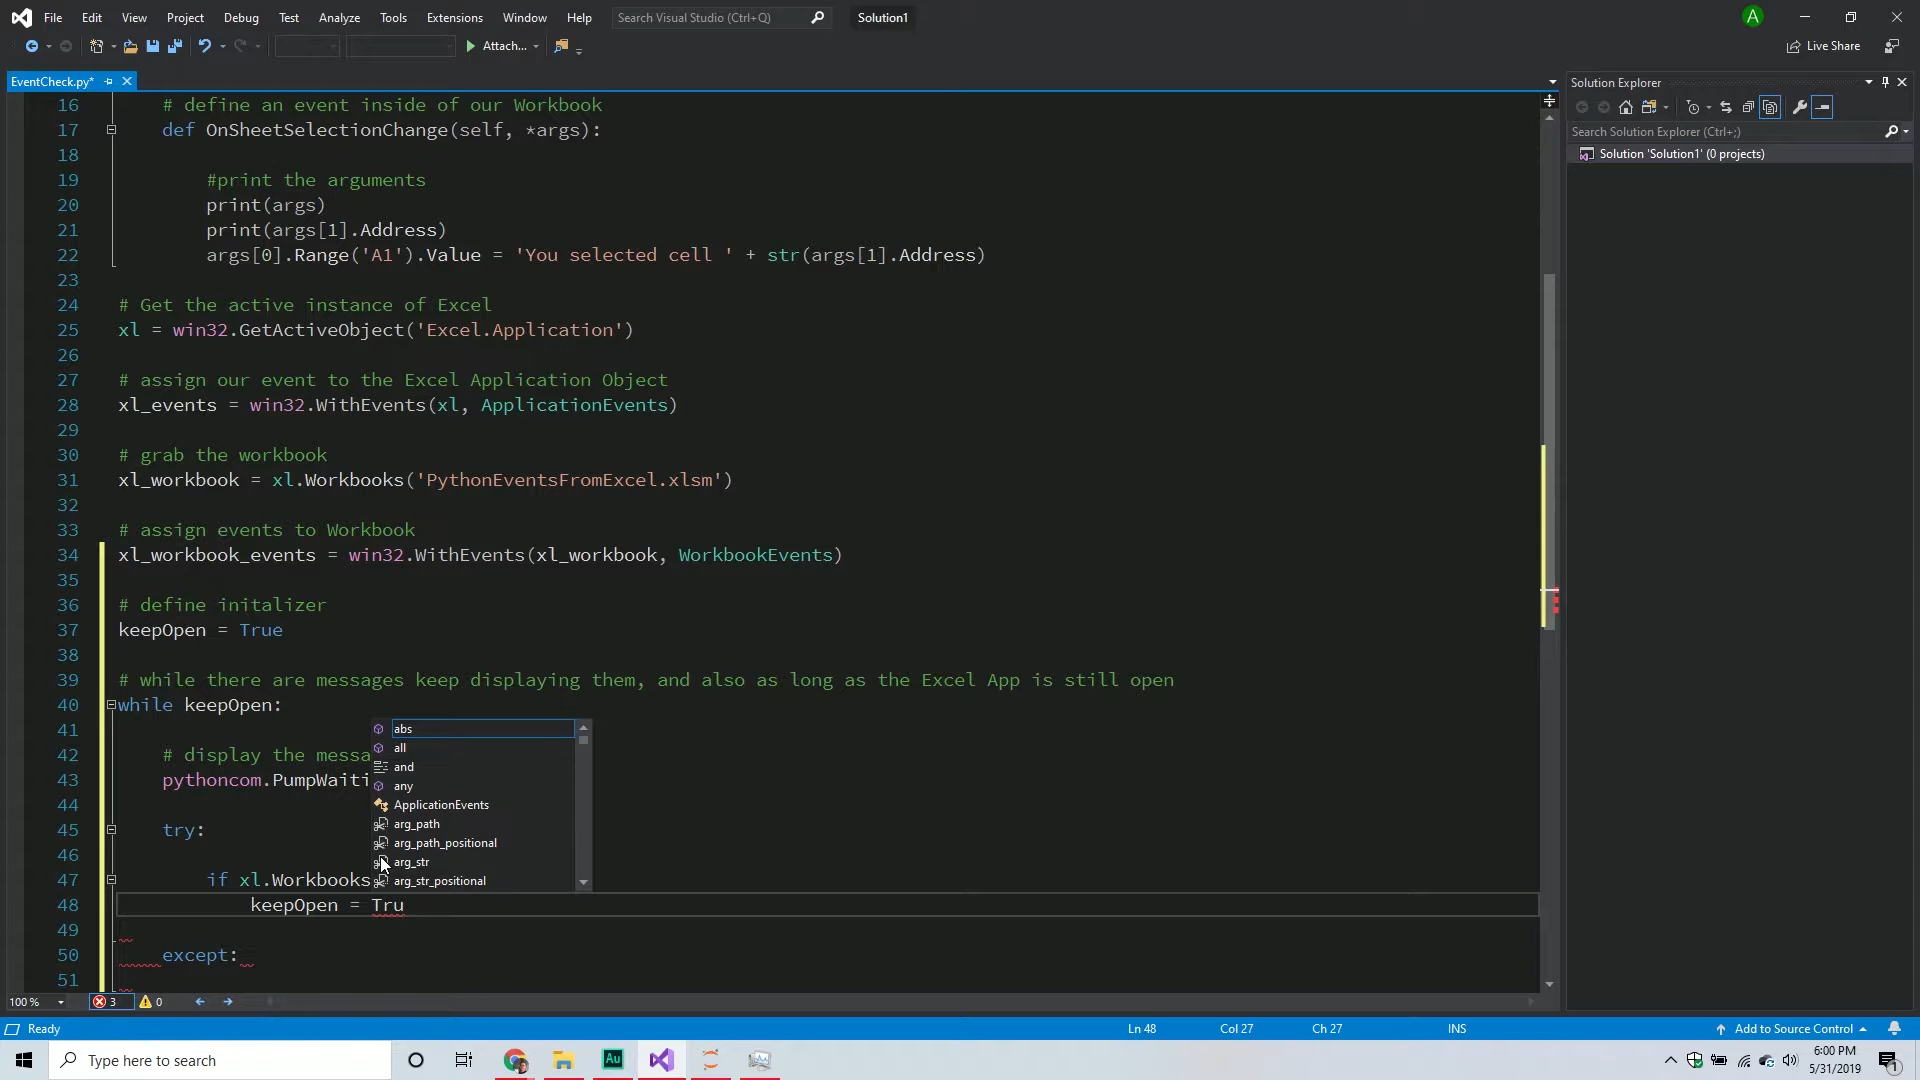 File Edit View Project Debug Test Analyze Tools Extensions Window Help Search Visual Studio (Ctrl+Q) Solution1 A
Attach... Live Share
EventCheck.py*
16 # define an event inside of our Workbook
17 def OnSheetSelectionChange(self, *args):
18
19 #print the arguments
20 print(args)
21 print(args[1].Address)
22 args[0].Range('A1').Value = 'You selected cell ' + str(args[1].Address)
23
24 # Get the active instance of Excel
25 xl = win32.GetActiveObject('Excel.Application')
26
27 # assign our event to the Excel Application Object
28 xl_events = win32.WithEvents(xl, ApplicationEvents)
29
30 # grab the workbook
31 xl_workbook = xl.Workbooks('PythonEventsFromExcel.xlsm')
32
33 # assign events to Workbook
34 xl_workbook_events = win32.WithEvents(xl_workbook, WorkbookEvents)
35
36 # define initalizer
37 keepOpen = True
38
39 # while there are messages keep displaying them, and also as long as the Excel App is still open
40 while keepOpen:
41
42 # display the messa
43 pythoncom.PumpWaiti
44
45 try:
46
47 if xl.Workbooks
48 keepOpen = Tru
49
50 except:
51
abs
all
and
any
ApplicationEvents
arg_path
arg_path_positional
arg_str
arg_str_positional
Solution Explorer
Search Solution Explorer (Ctrl+;)
Solution 'Solution1' (0 projects)
100 % 3 0
Ready Ln 48 Col 27 Ch 27 INS Add to Source Control
Type here to search Au 6:00 PM
5/31/2019 1